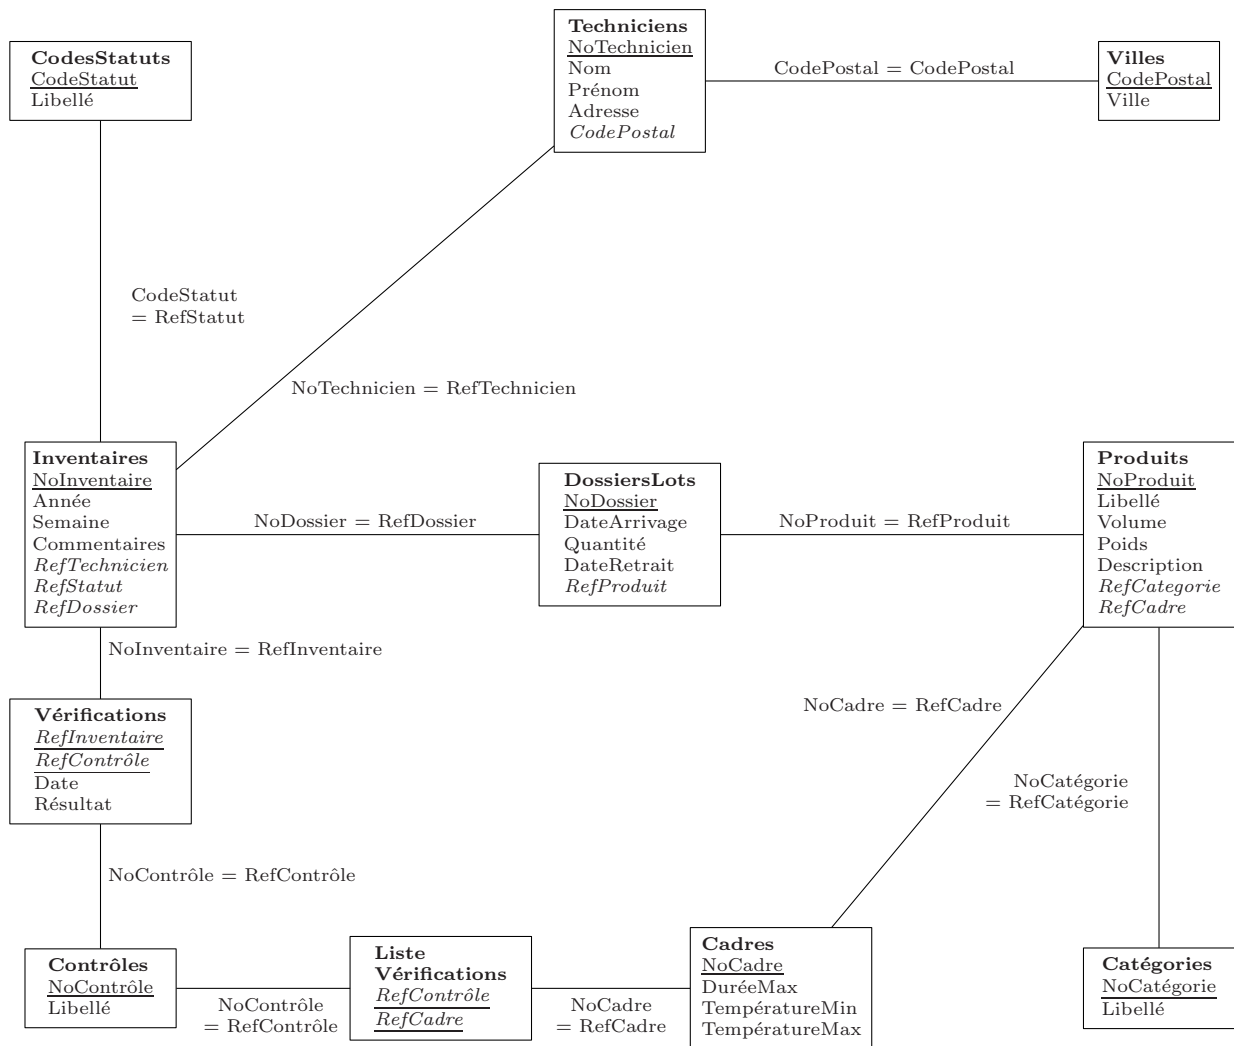 Techniciens
NoTechnicien
Nom
Prénom
Adresse
CodePostal
CodesStatuts
CodeStatut
Libellé
CodePostal = CodePostal
Villes
CodePostal
Ville
CodeStatut
= RefStatut
NoTechnicien = RefTechnicien
Inventaires
NoInventaire
Année
Semaine
Commentaires
RefTechnicien
RefStatut
RefDossier
NoDossier = RefDossier
DossiersLots
NoDossier
DateArrivage
Quantité
DateRetrait
RefProduit
NoProduit = RefProduit
Produits
NoProduit
Libellé
Volume
Poids
Description
RefCategorie
RefCadre
NoInventaire = RefInventaire
Vérifications
RefInventaire
RefContrôle
Date
Résultat
NoCadre = RefCadre
NoCatégorie
= RefCatégorie
NoContrôle = RefContrôle
Contrôles
NoContrôle
Libellé
NoContrôle
= RefContrôle
Liste
Vérifications
RefContrôle
RefCadre
NoCadre
= RefCadre
Cadres
NoCadre
DuréeMax
TempératureMin
TempératureMax
Catégories
NoCatégorie
Libellé